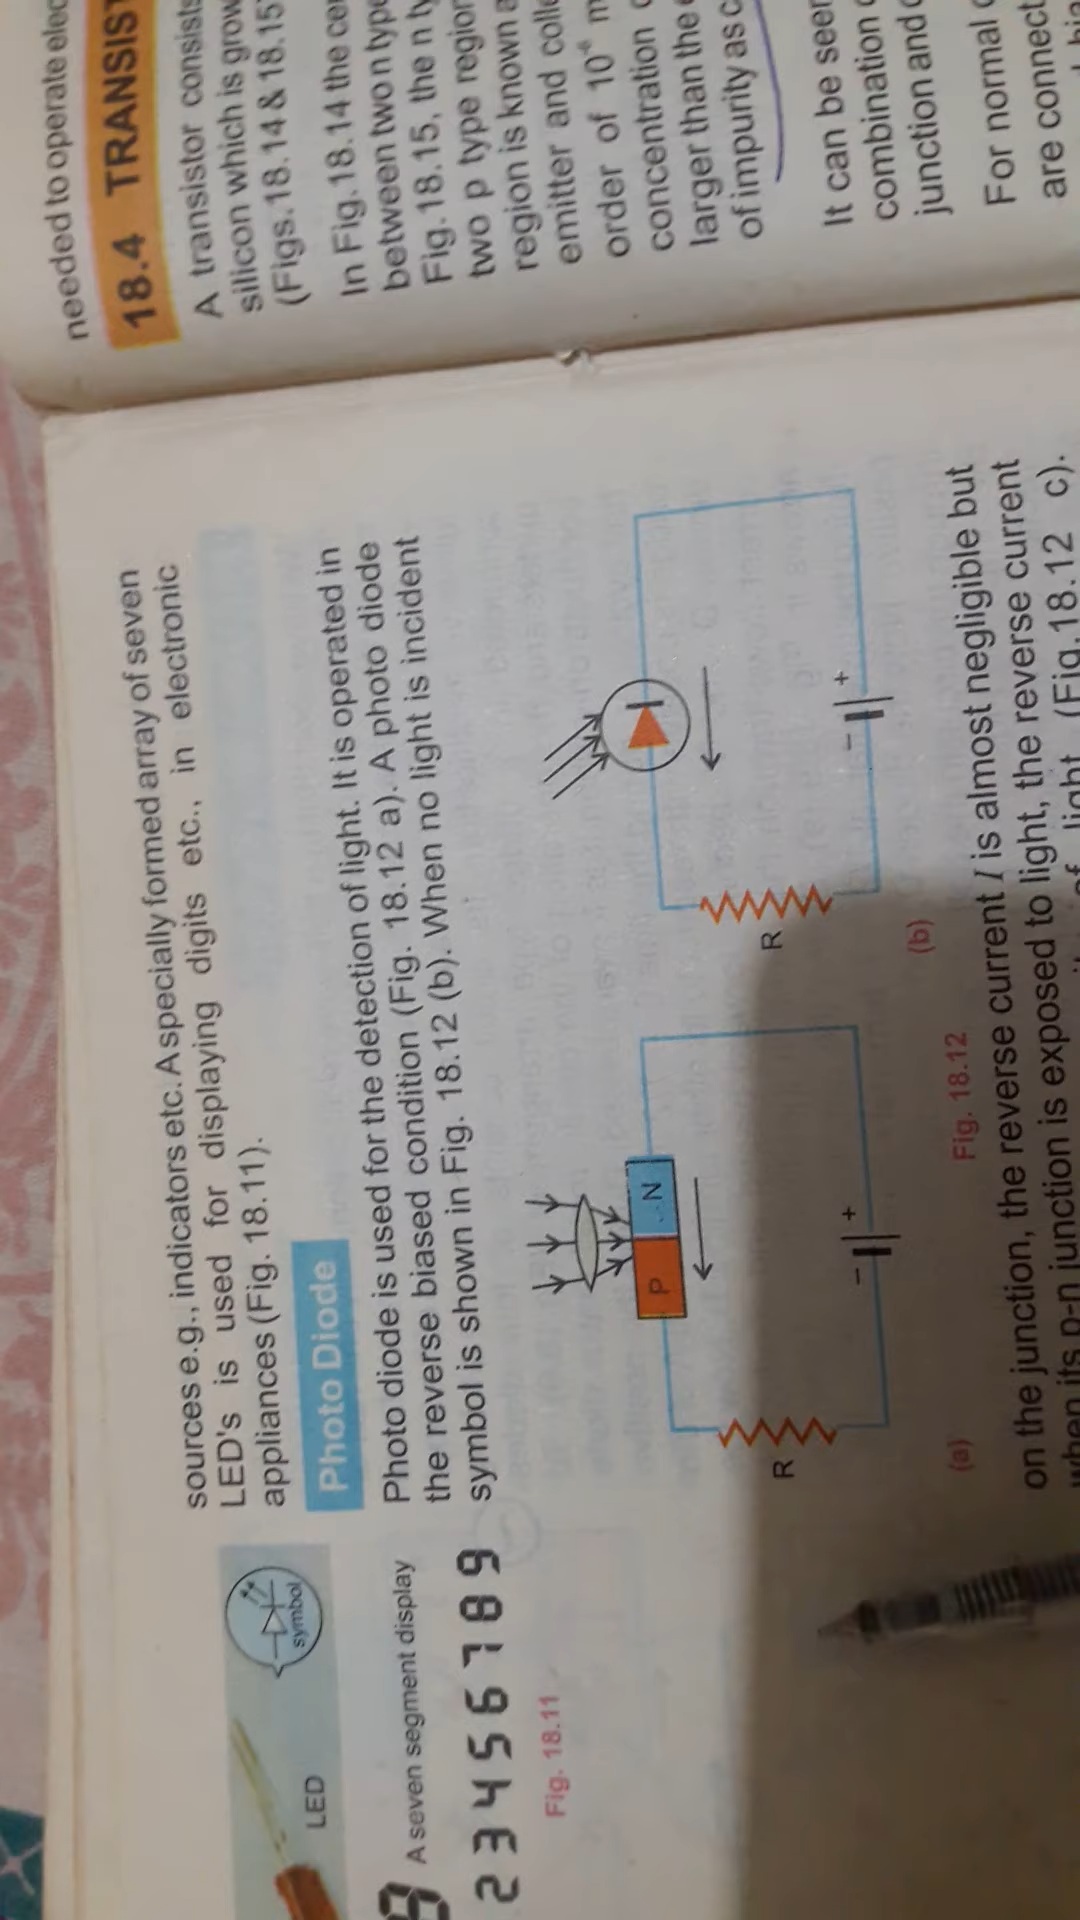 sources e.g., indicators etc. A specially formed array of seven
LED's is used for displaying digits etc., in electronic
appliances (Fig. 18.11).
Photo Diode
Photo diode is used for the detection of light. It is operated in
the reverse biased condition (Fig. 18.12 a). A photo diode
symbol is shown in Fig. 18.12 (b). When no light is incident
symbol
LED
A seven segment display
8
2 3 4 5 6 7 8 9
Fig. 18.11
P N
R
- +
(a)
R
- +
(b)
Fig. 18.12
on the junction, the reverse current I is almost negligible but
when its p-n junction is exposed to light, the reverse current
light (Fig. 18.12 c).
needed to operate elec
18.4 TRANSIST
A transistor consists
silicon which is grow
(Figs. 18.14 & 18.15
In Fig. 18.14 the cen
between two n type
Fig. 18.15, the n ty
two p type region
region is known a
emitter and colle
order of 10⁻⁶ m
concentration
larger than the
of impurity as c
It can be seen
combination
junction and
For normal
are connect